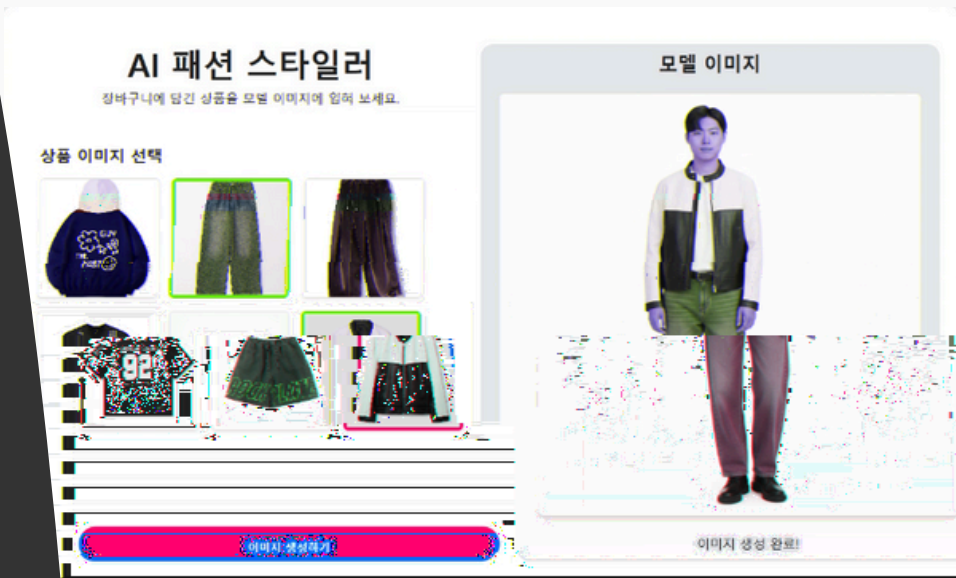 AI 패션 스타일러
장바구니에 담긴 상품을 모델 이미지에 입혀 보세요.
상품 이미지 선택
92
이미지 생성하기
모델 이미지
이미지 생성 완료!